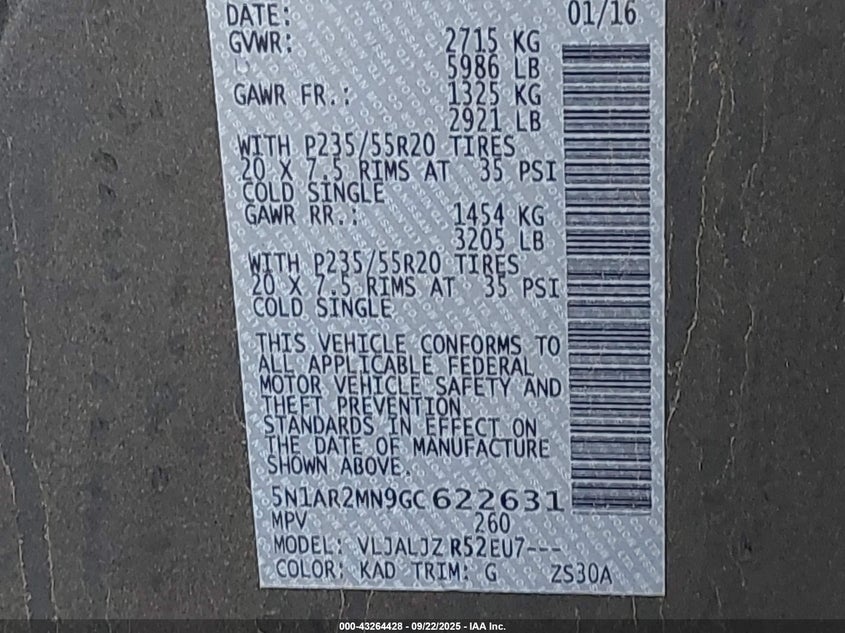 DATE: 01/16
GVWR: 2715 KG
5986 LB
GAWR FR.: 1325 KG
2921 LB
WITH P235/55R20 TIRES
20 X 7.5 RIMS AT 35 PSI
COLD SINGLE
GAWR RR.: 1454 KG
3205 LB
WITH P235/55R20 TIRES
20 X 7.5 RIMS AT 35 PSI
COLD SINGLE
THIS VEHICLE CONFORMS TO
ALL APPLICABLE FEDERAL
MOTOR VEHICLE SAFETY AND
THEFT PREVENTION
STANDARDS IN EFFECT ON
THE DATE OF MANUFACTURE
SHOWN ABOVE.
5N1AR2MN9GC622631
MPV 260
MODEL: VLJALJZ R52EU7---
COLOR: KAD TRIM: G ZS30A
000-43264428 - 09/22/2025 - IAA Inc.